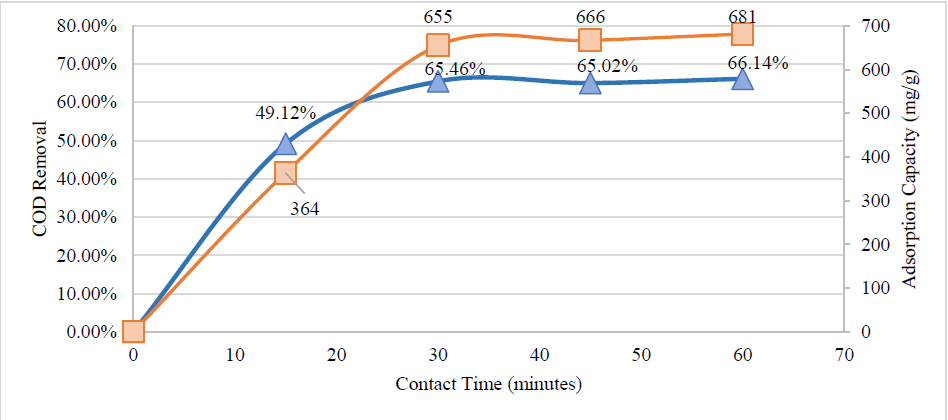 655 666 681
80.00% 700
70.00% 65.46% 65.02% 66.14% 600
60.00% 49.12% 500
50.00% 400
40.00% 364 300
30.00% 200
20.00% 100
10.00% 0
0.00%
0 10 20 30 40 50 60 70
Contact Time (minutes)
COD Removal
Adsorption Capacity (mg/g)